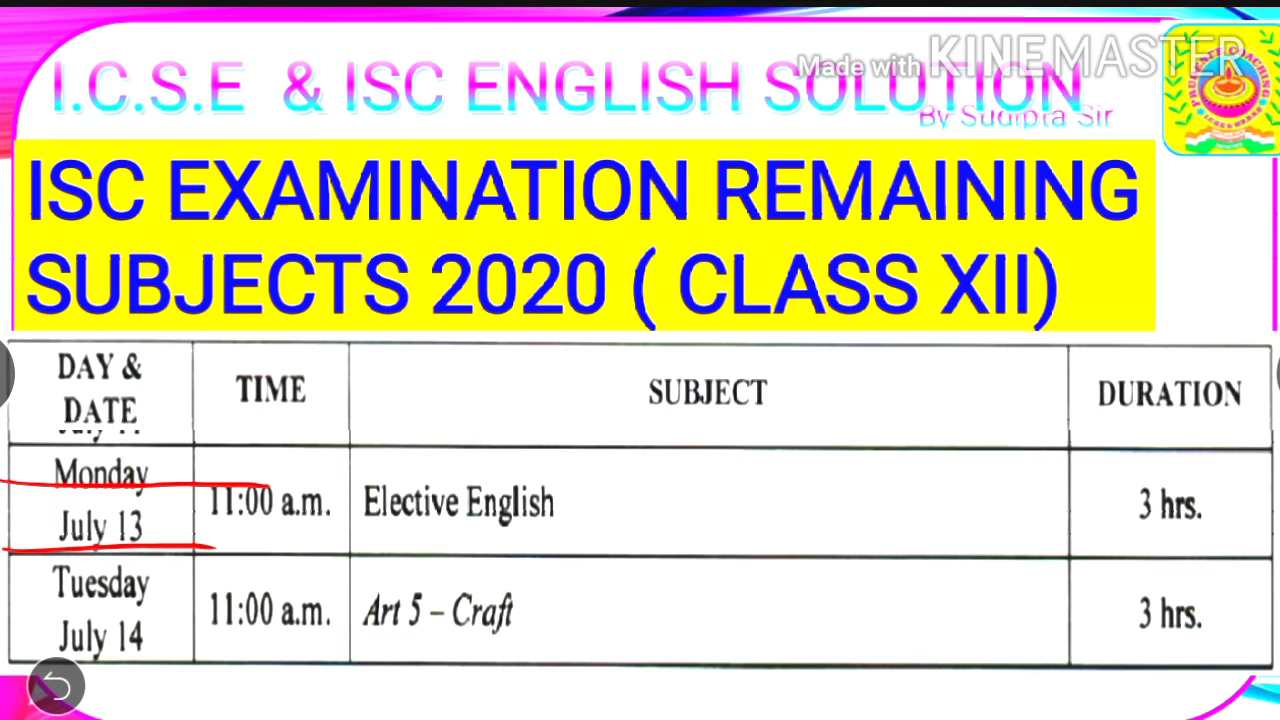 Made with KINEMASTER
I.C.S.E & ISC ENGLISH SOLUTION
By Sudipta Sir
ISC EXAMINATION REMAINING
SUBJECTS 2020 ( CLASS XII)
DAY & DATE TIME SUBJECT DURATION
Monday July 13 11:00 a.m. Elective English 3 hrs.
Tuesday July 14 11:00 a.m. Art 5 – Craft 3 hrs.